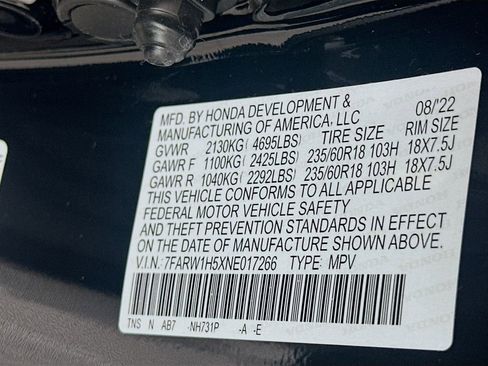 MFD. BY HONDA DEVELOPMENT & 08/'22
MANUFACTURING OF AMERICA, LLC
GVWR 2130KG( 4695LBS) TIRE SIZE RIM SIZE
GAWR F 1100KG( 2425LBS) 235/60R18 103H 18X7.5J
GAWR R 1040KG( 2292LBS) 235/60R18 103H 18X7.5J
THIS VEHICLE CONFORMS TO ALL APPLICABLE
FEDERAL MOTOR VEHICLE SAFETY
AND THEFT PREVENTION STANDARDS IN EFFECT
ON THE DATE OF MANUFACTURE SHOWN ABOVE.
V.I.N.: 7FARW1H5XNE017266 TYPE: MPV
TNS N AB7 -NH731P -A -E